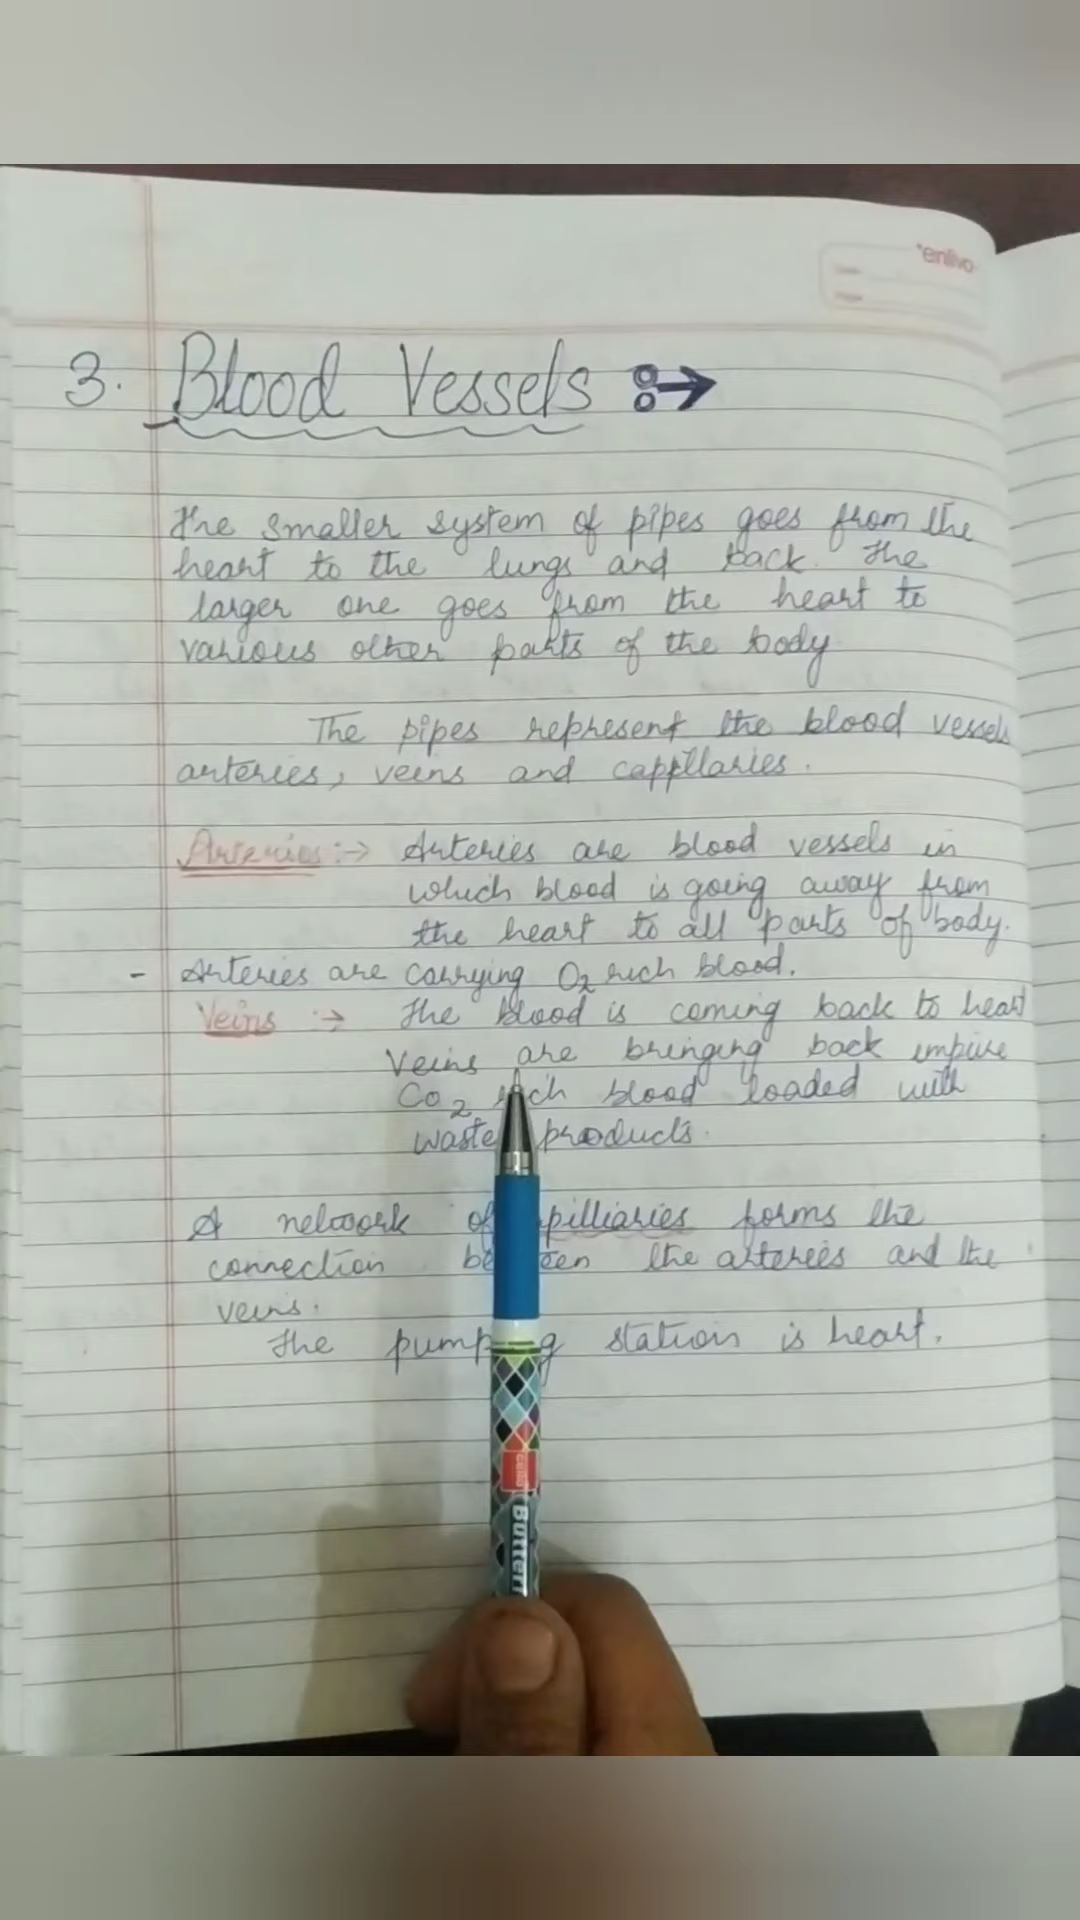 *enlivo
3. Blood Vessels :→
The smaller system of pipes goes from the
heart to the lungs and back. The
larger one goes from the heart to
various other parts of the body.
The pipes represent the blood vessels
arteries, veins and capillaries.
Arteries :→ Arteries are blood vessels in
which blood is going away from
the heart to all parts of body.
- Arteries are carrying O2 rich blood.
Veins :→ The blood is coming back to heart
Veins are bringing back impure
CO2 rich blood loaded with
waste products.
A network of pilliaries forms the
connection between the arteries and the
veins.
The pumping station is heart.
cello
Butterf